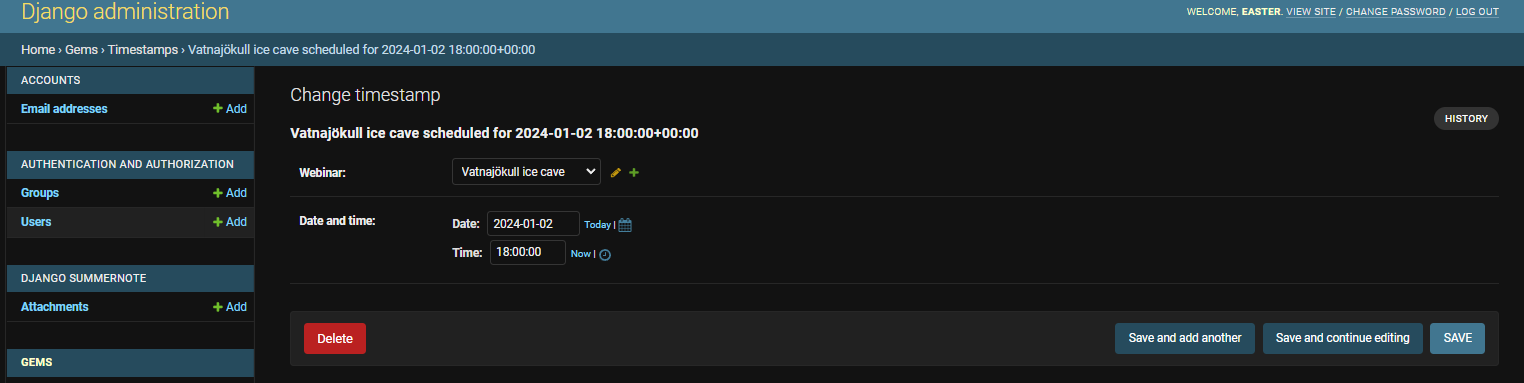 Django administration
WELCOME, EASTER. VIEW SITE / CHANGE PASSWORD / LOG OUT
Home › Gems › Timestamps › Vatnajökull ice cave scheduled for 2024-01-02 18:00:00+00:00
ACCOUNTS
Email addresses + Add
AUTHENTICATION AND AUTHORIZATION
Groups + Add
Users + Add
DJANGO SUMMERNOTE
Attachments + Add
GEMS
Change timestamp
HISTORY
Vatnajökull ice cave scheduled for 2024-01-02 18:00:00+00:00
Webinar: Vatnajökull ice cave
Date and time: Date: 2024-01-02 Today |
Time: 18:00:00 Now |
Delete Save and add another Save and continue editing SAVE